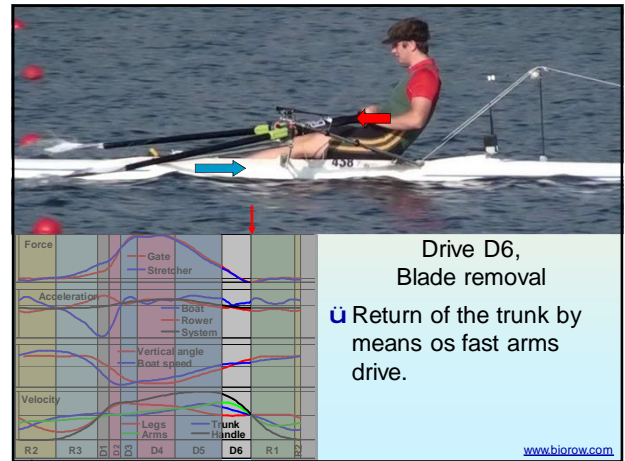 438
Force
Gate
Stretcher
Acceleration
Boat
Rower
System
Vertical angle
Boat speed
Velocity
Legs
Trunk
Arms
Handle
R2 R3 D1 D2 D3 D4 D5 D6 R1 R2
Drive D6,
Blade removal
ü Return of the trunk by
means os fast arms
drive.
www.biorow.com